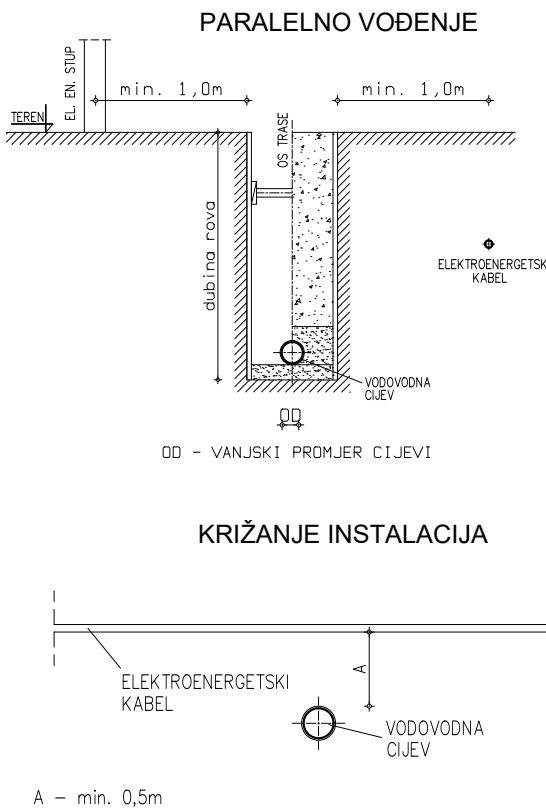 PARALELNO VOĐENJE
EL. EN. STUP
min. 1,0m
min. 1,0m
TEREN
OS TRASE
dubina rova
ELEKTROENERGETSK
KABEL
VODOVODNA
CIJEV
OD
OD - VANJSKI PROMJER CIJEVI
KRIŽANJE INSTALACIJA
A
ELEKTROENERGETSKI
KABEL
VODOVODNA
CIJEV
A - min. 0,5m